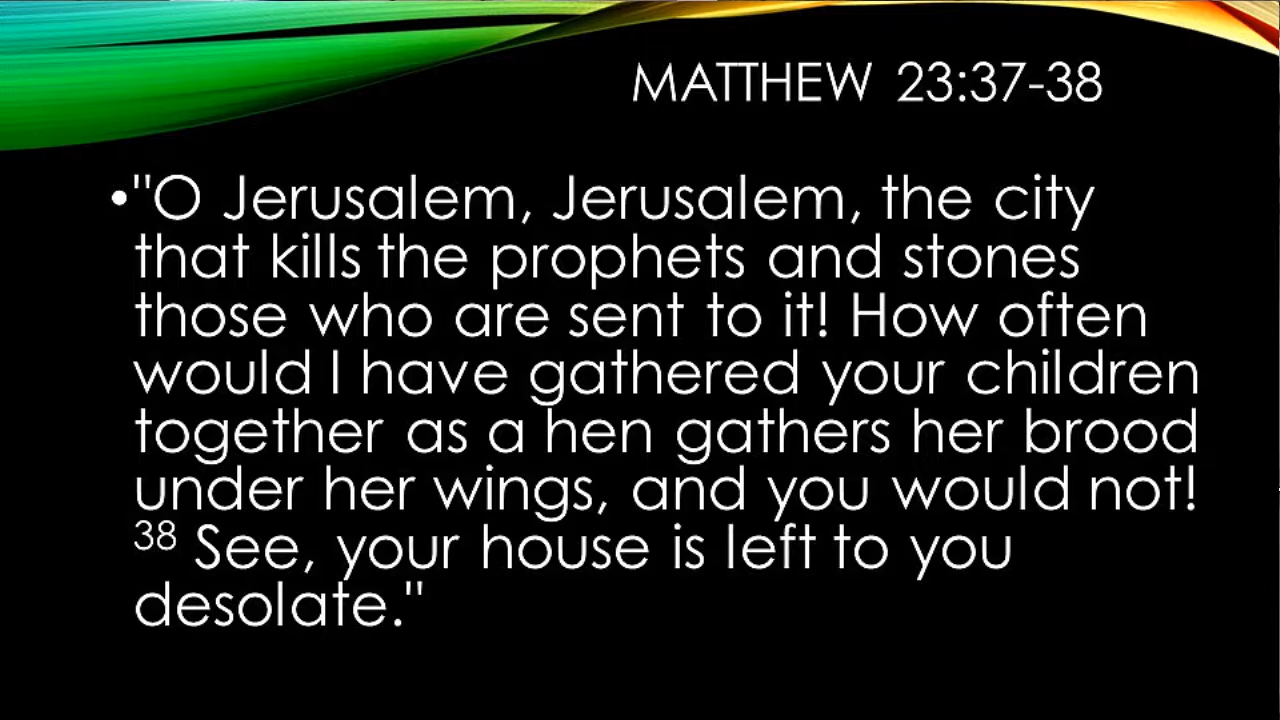 MATTHEW 23:37-38
•"O Jerusalem, Jerusalem, the city
that kills the prophets and stones
those who are sent to it! How often
would I have gathered your children
together as a hen gathers her brood
under her wings, and you would not!
38 See, your house is left to you
desolate."